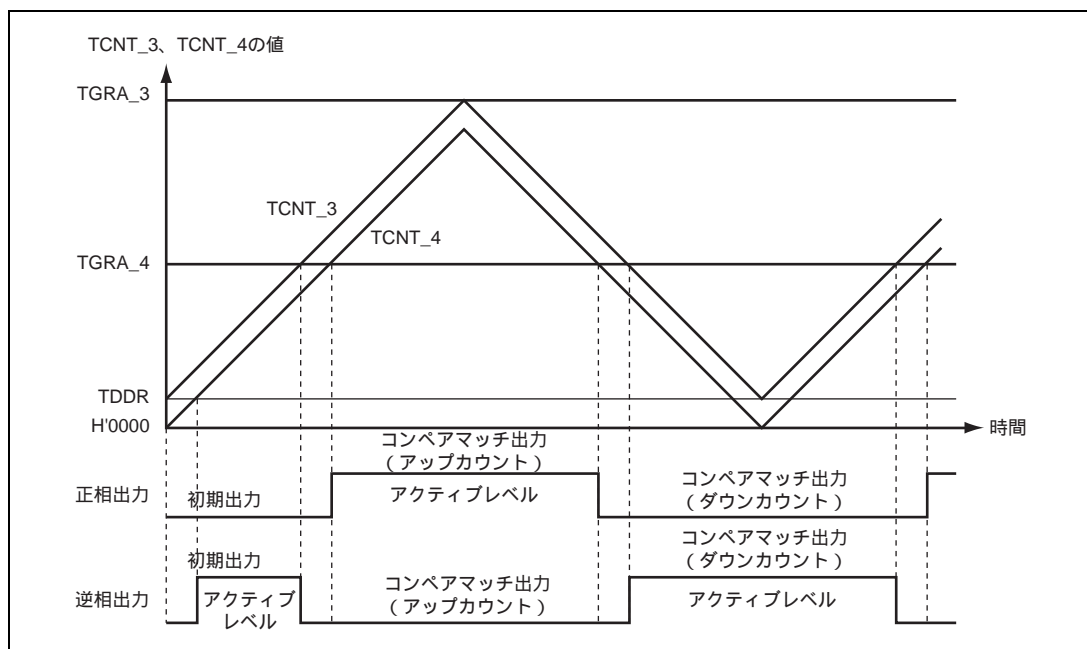 TCNT_3、TCNT_4の値
TGRA_3
TCNT_3
TCNT_4
TGRA_4
TDDR
H'0000
時間
コンペアマッチ出力
(アップカウント)
正相出力
初期出力
アクティブレベル
コンペアマッチ出力
(ダウンカウント)
初期出力
コンペアマッチ出力
(ダウンカウント)
逆相出力
アクティブ
レベル
コンペアマッチ出力
(アップカウント)
アクティブレベル